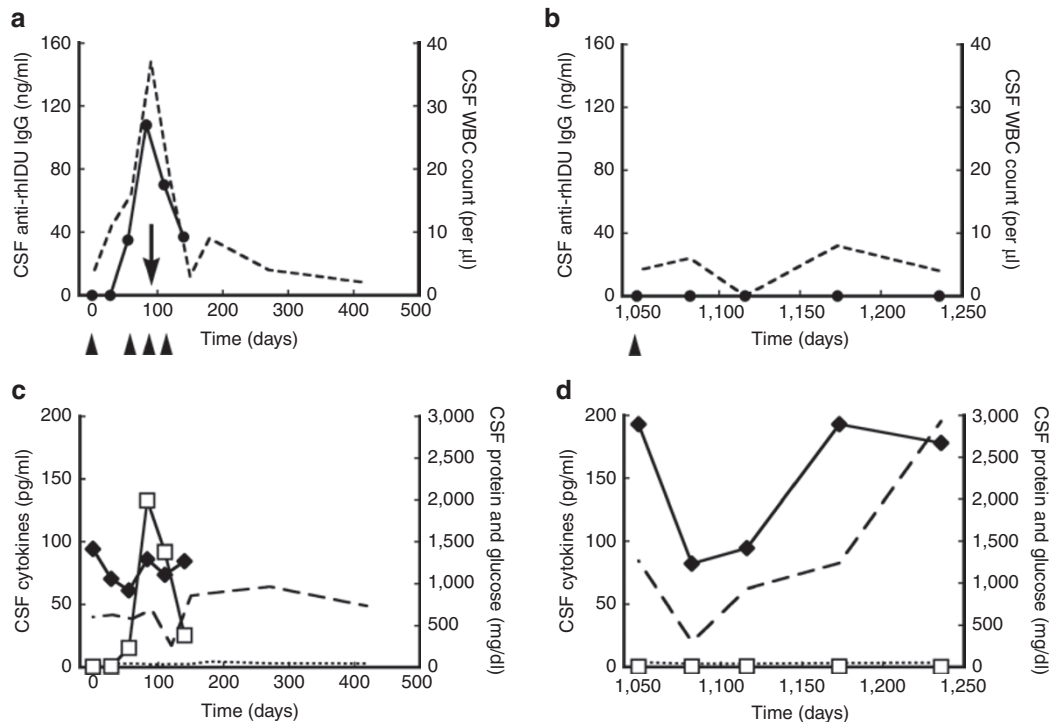 a
CSF anti-rhIDU IgG (ng/ml)
160
120
80
40
0
40
30
20
10
0
CSF WBC count (per µl)
0 100 200 300 400 500
Time (days)
b
CSF anti-rhIDU IgG (ng/ml)
160
120
80
40
0
40
30
20
10
0
CSF WBC count (per µl)
1,050 1,100 1,150 1,200 1,250
Time (days)
c
CSF cytokines (pg/ml)
200
150
100
50
0
3,000
2,500
2,000
1,500
1,000
500
0
CSF protein and glucose (mg/dl)
0 100 200 300 400 500
Time (days)
d
CSF cytokines (pg/ml)
200
150
100
50
0
3,000
2,500
2,000
1,500
1,000
500
0
CSF protein and glucose (mg/dl)
1,050 1,100 1,150 1,200 1,250
Time (days)